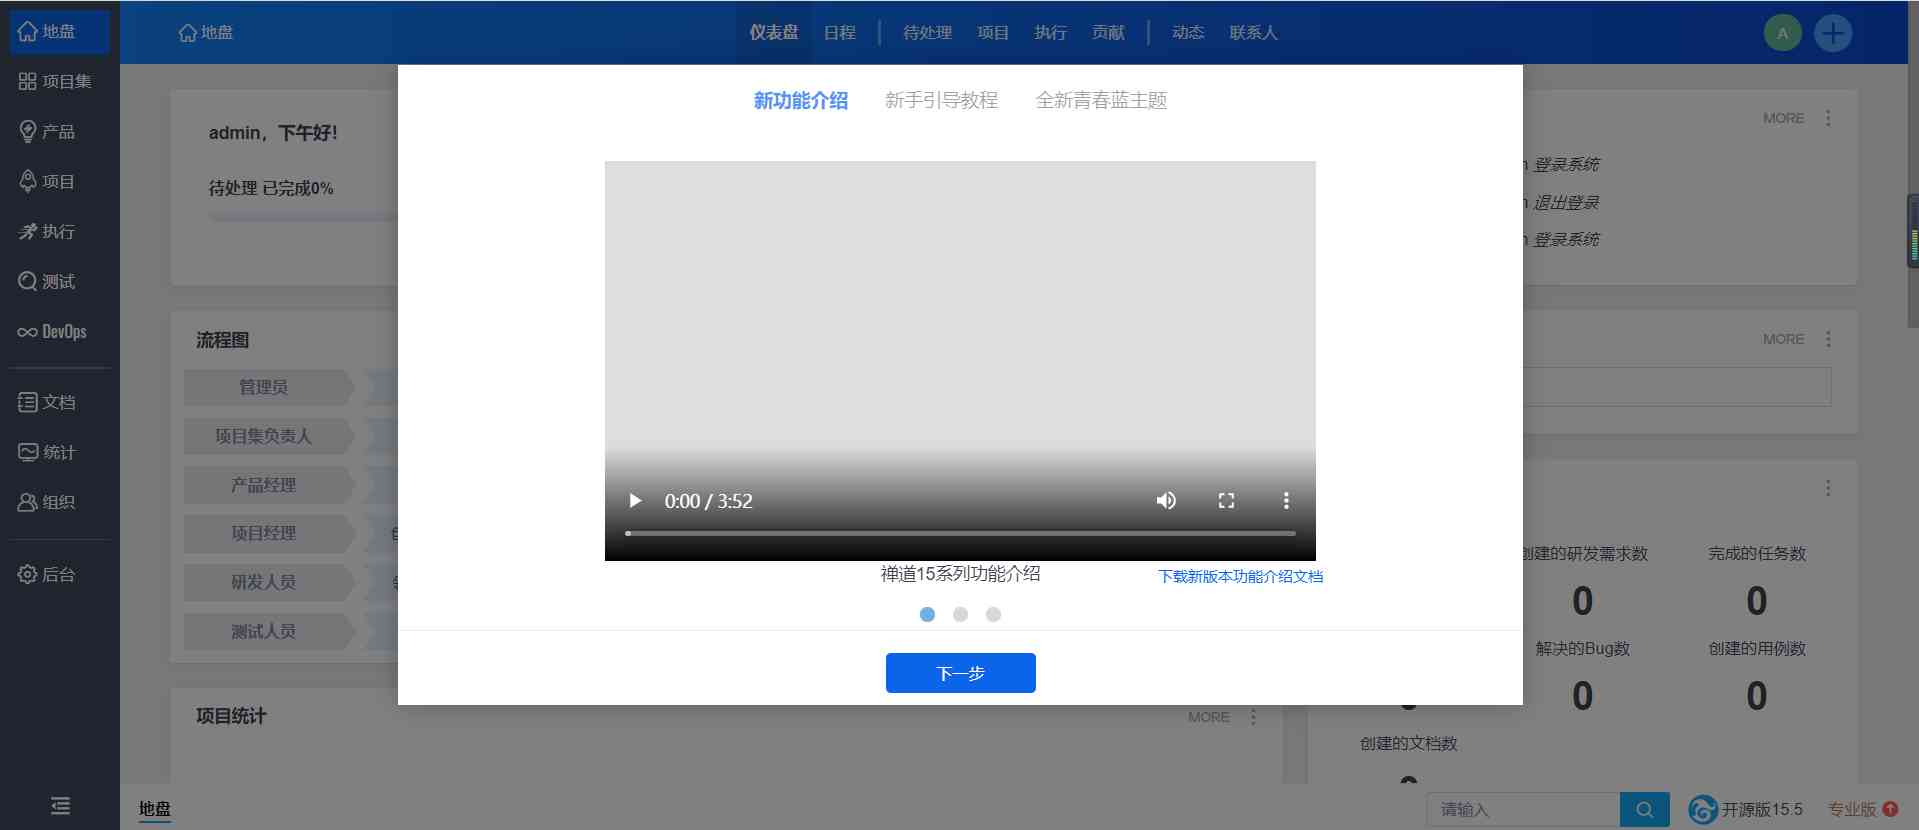 地盘
项目集
产品
项目
执行
测试
DevOps
文档
统计
组织
后台
地盘
仪表盘 日程 待处理 项目 执行 贡献 动态 联系人
A
新功能介绍 新手引导教程 全新青春蓝主题
admin，下午好!
待处理 已完成0%
MORE
登录系统
退出登录
登录系统
流程图
管理员
项目集负责人
产品经理
项目经理
研发人员
测试人员
MORE
0:00 / 3:52
禅道15系列功能介绍
下载新版本功能介绍文档
下一步
创建的研发需求数 完成的任务数
0 0
解决的Bug数 创建的用例数
0 0
创建的文档数
项目统计
MORE
地盘
请输入
开源版15.5
专业版